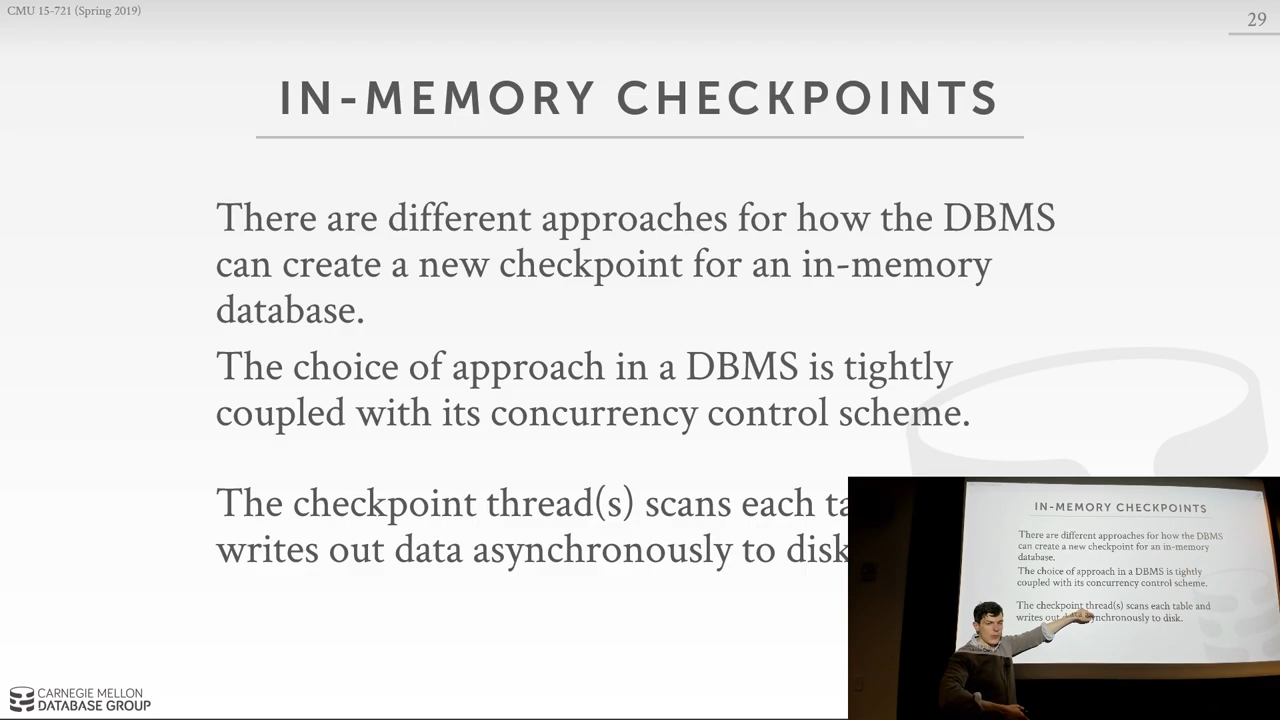 CMU 15-721 (Spring 2019)
29
IN-MEMORY CHECKPOINTS
There are different approaches for how the DBMS
can create a new checkpoint for an in-memory
database.
The choice of approach in a DBMS is tightly
coupled with its concurrency control scheme.
The checkpoint thread(s) scans each ta
writes out data asynchronously to disk
IN-MEMORY CHECKPOINTS
There are different approaches for how the DBMS
can create a new checkpoint for an in-memory
database.
The choice of approach in a DBMS is tightly
coupled with its concurrency control scheme.
The checkpoint thread(s) scans each table and
writes out asynchronously to disk.
CARNEGIE MELLON
DATABASE GROUP